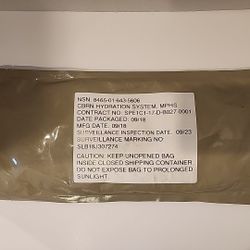 NSN: 8465-01-643-5606
CBRN HYDRATION SYSTEM, MPHS
CONTRACT NO: SPE1C1-17-D-B027-0001
DATE PACKAGED: 09/18
MFG DATE: 09/18
SURVEILLANCE INSPECTION DATE: 09/23
SURVEILLANCE MARKING NO:
SLB18J307274
CAUTION: KEEP UNOPENED BAG
INSIDE CLOSED SHIPPING CONTAINER
DO NOT EXPOSE BAG TO PROLONGED
SUNLIGHT.